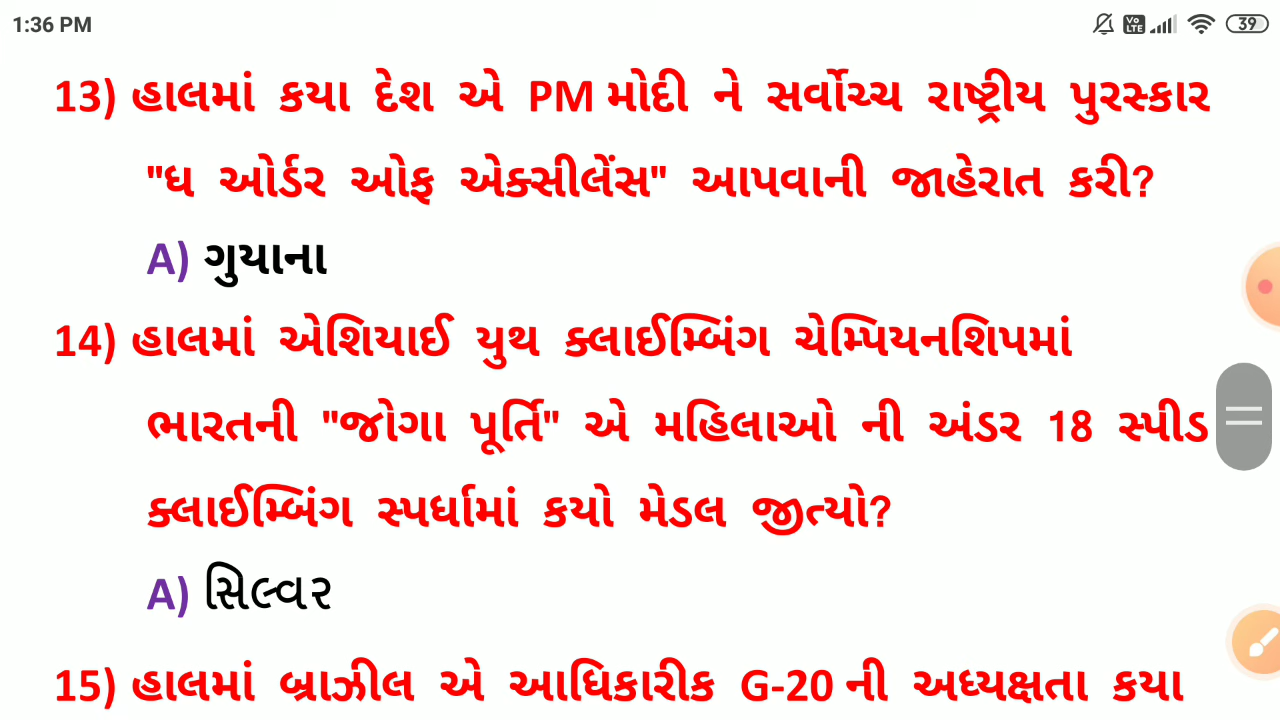 1:36 PM VoLTE 39
13) હાલમાં કયા દેશ એ PM મોદી ને સર્વોચ્ચ રાષ્ટ્રીય પુરસ્કાર
"ધ ઓર્ડર ઓફ એક્સીલેંસ" આપવાની જાહેરાત કરી?
A) ગુયાના
14) હાલમાં એશિયાઈ યુથ ક્લાઈમ્બિંગ ચેમ્પિયનશિપમાં
ભારતની "જોગા પૂર્તિ" એ મહિલાઓ ની અંડર 18 સ્પીડ
ક્લાઈમ્બિંગ સ્પર્ધામાં કયો મેડલ જીત્યો?
A) સિલ્વર
15) હાલમાં બ્રાઝીલ એ આધિકારીક G-20 ની અધ્યક્ષતા કયા